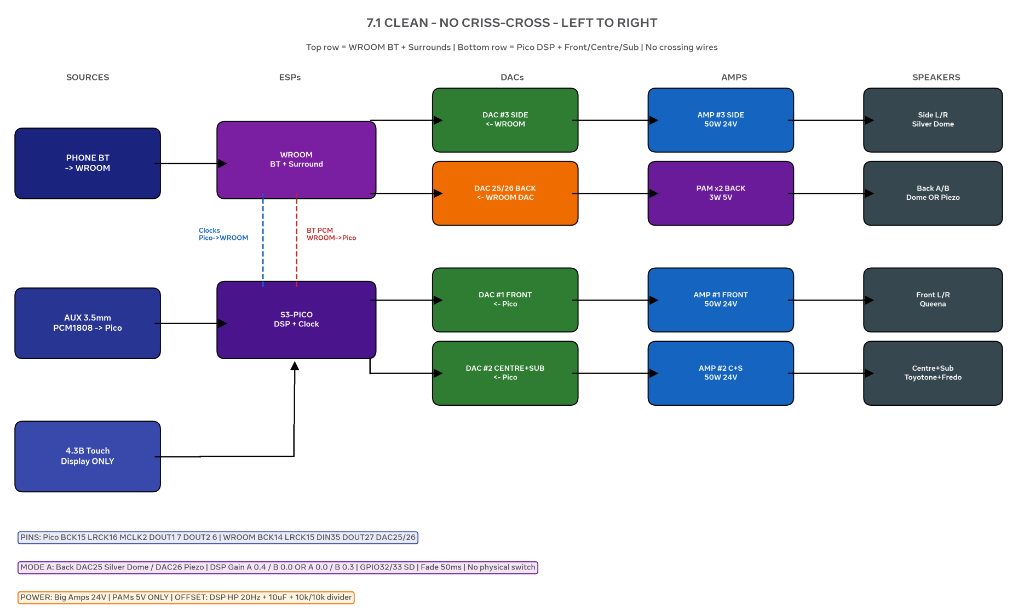 7.1 CLEAN - NO CRISS-CROSS - LEFT TO RIGHT
Top row = WROOM BT + Surrounds | Bottom row = Pico DSP + Front/Centre/Sub | No crossing wires
SOURCES
ESPs
DACs
AMPS
SPEAKERS
PHONE BT
-> WROOM
WROOM
BT + Surround
DAC #3 SIDE
<- WROOM
AMP #3 SIDE
50W 24V
Side L/R
Silver Dome
DAC 25/26 BACK
<- WROOM DAC
PAM x2 BACK
3W 5V
Back A/B
Dome OR Piezo
Clocks
Pico->WROOM
BT PCM
WROOM->Pico
AUX 3.5mm
PCM1808 -> Pico
S3-PICO
DSP + Clock
DAC #1 FRONT
<- Pico
AMP #1 FRONT
50W 24V
Front L/R
Queena
DAC #2 CENTRE+SUB
<- Pico
AMP #2 C+S
50W 24V
Centre+Sub
Toyotone+Fredo
4.3B Touch
Display ONLY
PINS: Pico BCK15 LRCK16 MCLK2 DOUT1 7 DOUT2 6 | WROOM BCK14 LRCK15 DIN35 DOUT27 DAC25/26
MODE A: Back DAC25 Silver Dome / DAC26 Piezo | DSP Gain A 0.4 / B 0.0 OR A 0.0 / B 0.3 | GPIO32/33 SD | Fade 50ms | No physical switch
POWER: Big Amps 24V | PAMs 5V ONLY | OFFSET: DSP HP 20Hz + 10uF + 10k/10k divider